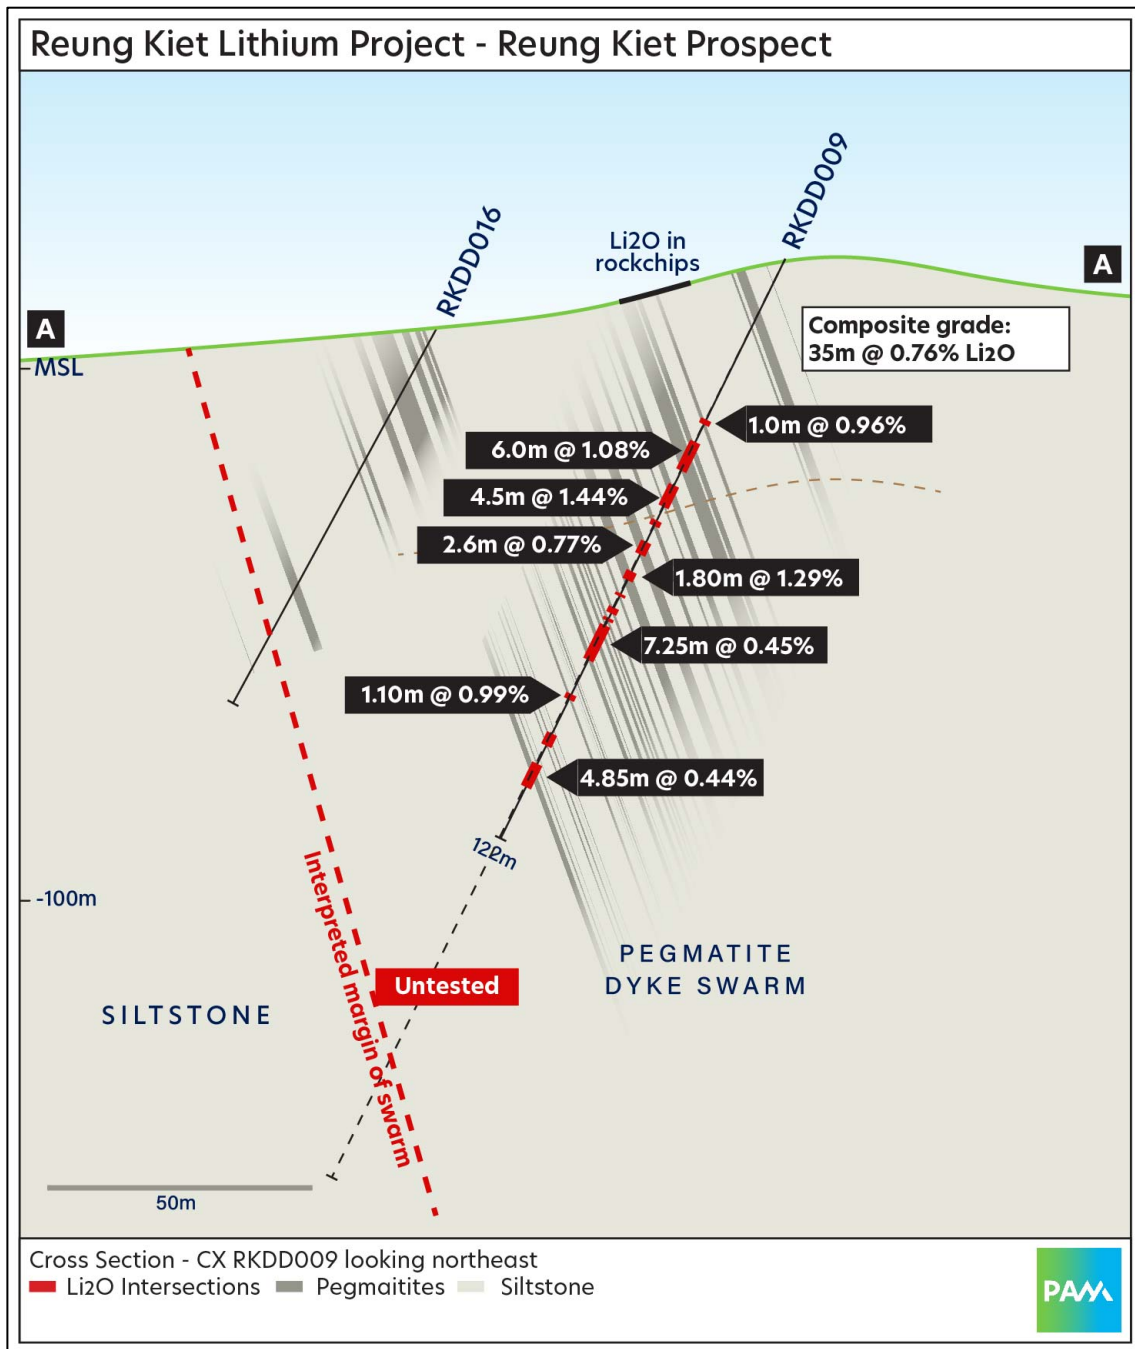 Reung Kiet Lithium Project - Reung Kiet Prospect
RKDD016
Li2O in
rockchips
RKDD009
A
A
MSL
Composite grade:
35m @ 0.76% Li2O
1.0m @ 0.96%
6.0m @ 1.08%
4.5m @ 1.44%
2.6m @ 0.77%
1.80m @ 1.29%
7.25m @ 0.45%
1.10m @ 0.99%
4.85m @ 0.44%
122m
-100m
Interpreted margin of swarm
PEGMATITE
DYKE SWARM
Untested
SILTSTONE
50m
Cross Section - CX RKDD009 looking northeast
Li2O Intersections
Pegmaitites
Siltstone
PAM